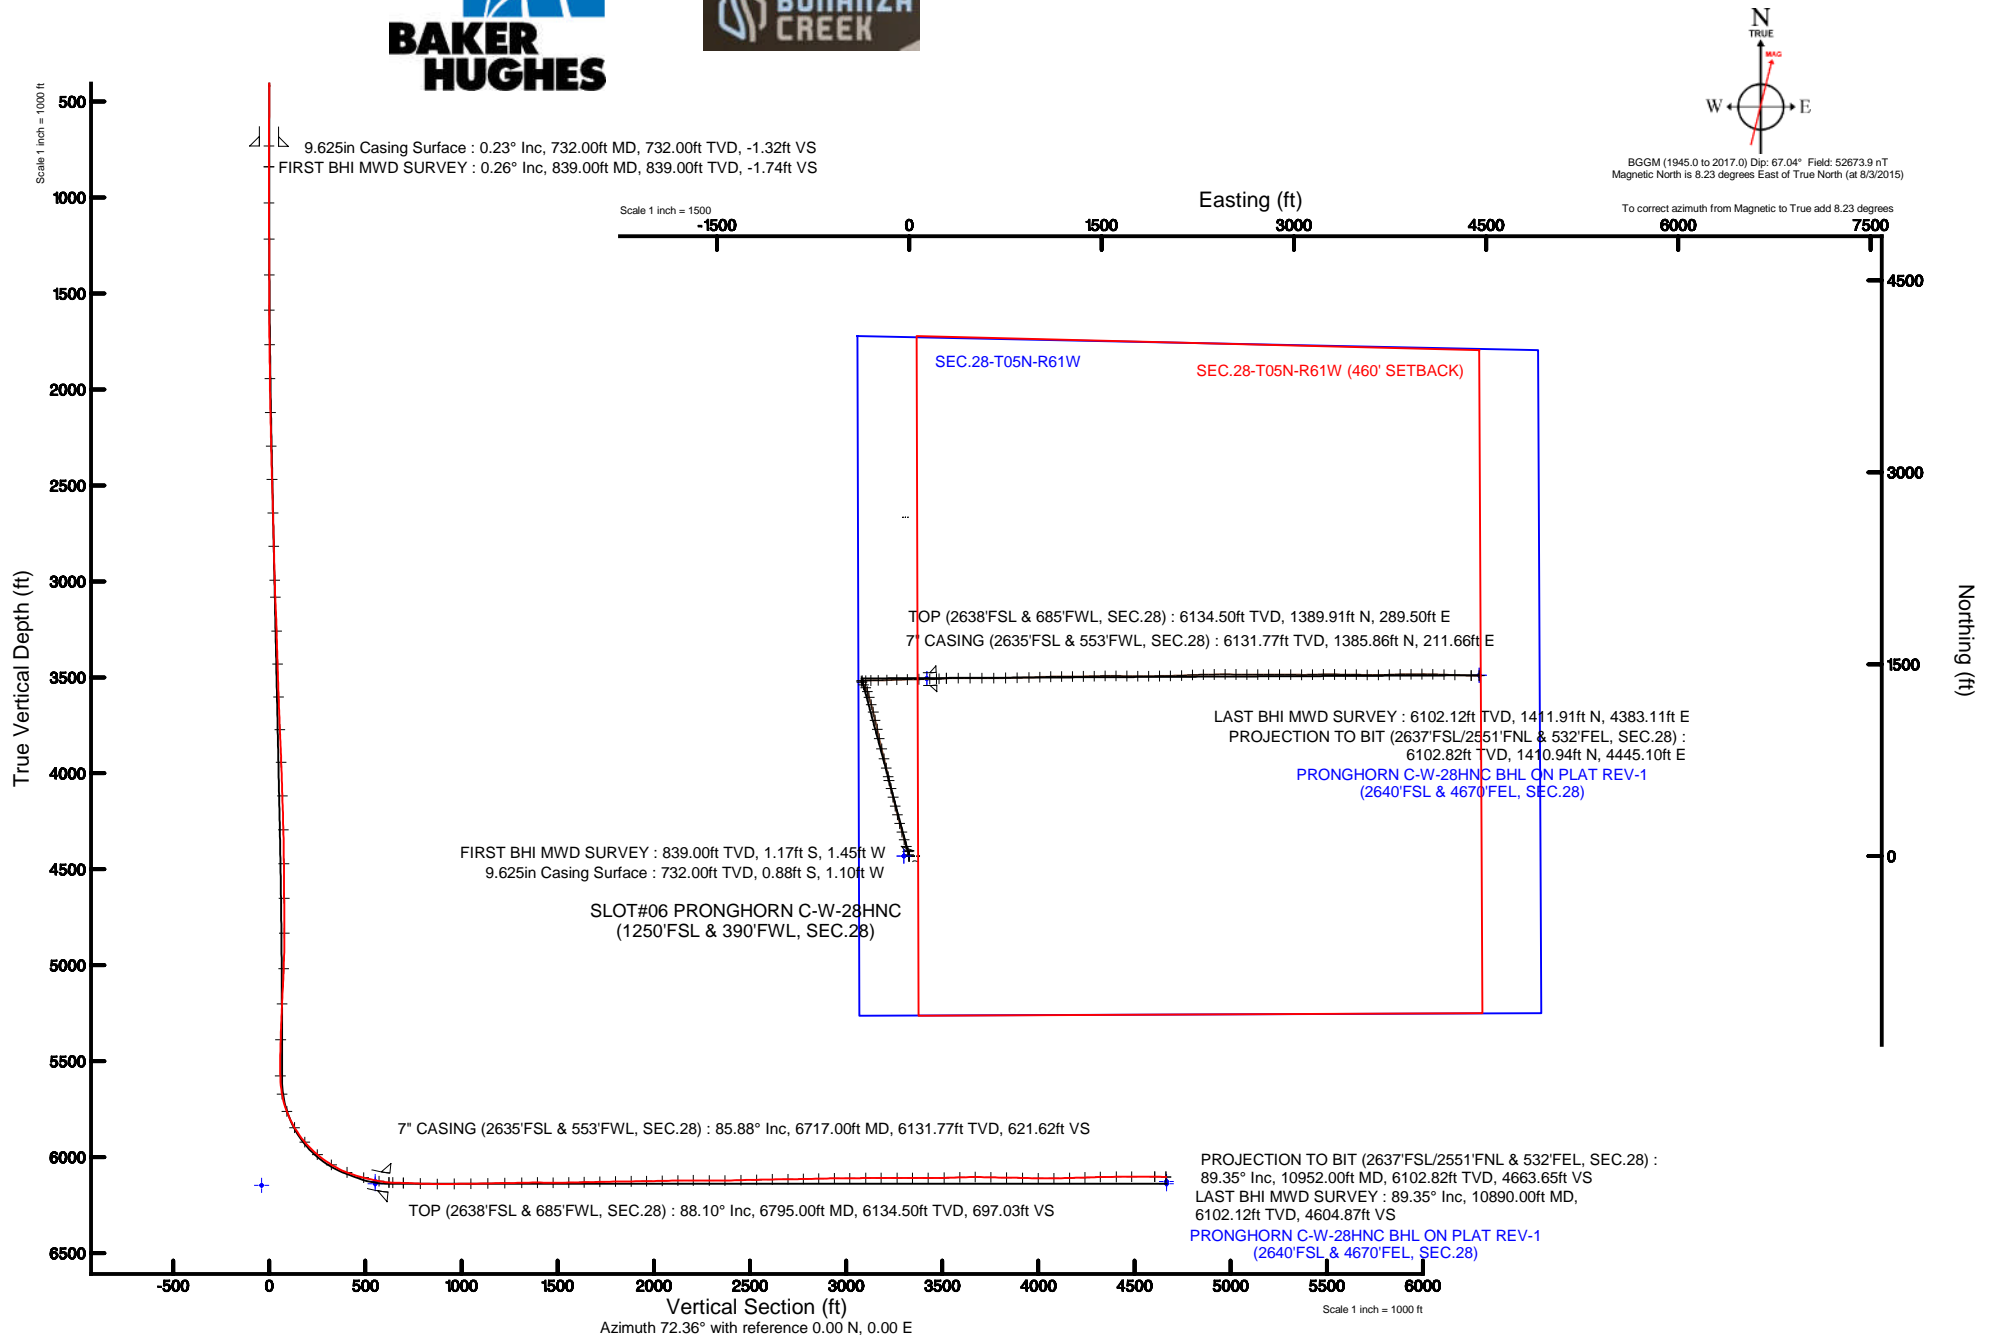 BAKER
HUGHES
BONANZA
CREEK
N
TRUE
MAG
W
E
BGGM (1945.0 to 2017.0) Dip: 67.04° Field: 52673.9 nT
Magnetic North is 8.23 degrees East of True North (at 8/3/2015)
To correct azimuth from Magnetic to True add 8.23 degrees
Scale 1 inch = 1000 ft
500
1000
1500
2000
2500
3000
3500
4000
4500
5000
5500
6000
6500
True Vertical Depth (ft)
9.625in Casing Surface : 0.23° Inc, 732.00ft MD, 732.00ft TVD, -1.32ft VS
FIRST BHI MWD SURVEY : 0.26° Inc, 839.00ft MD, 839.00ft TVD, -1.74ft VS
Easting (ft)
Scale 1 inch = 1500
-1500 0 1500 3000 4500 6000 7500
4500
3000
1500
0
Northing (ft)
SEC.28-T05N-R61W
SEC.28-T05N-R61W (460' SETBACK)
TOP (2638'FSL & 685'FWL, SEC.28) : 6134.50ft TVD, 1389.91ft N, 289.50ft E
7" CASING (2635'FSL & 553'FWL, SEC.28) : 6131.77ft TVD, 1385.86ft N, 211.66ft E
LAST BHI MWD SURVEY : 6102.12ft TVD, 1411.91ft N, 4383.11ft E
PROJECTION TO BIT (2637'FSL/2551'FNL & 532'FEL, SEC.28) :
6102.82ft TVD, 1410.94ft N, 4445.10ft E
PRONGHORN C-W-28HNC BHL ON PLAT REV-1
(2640'FSL & 4670'FEL, SEC.28)
FIRST BHI MWD SURVEY : 839.00ft TVD, 1.17ft S, 1.45ft W
9.625in Casing Surface : 732.00ft TVD, 0.88ft S, 1.10ft W
SLOT#06 PRONGHORN C-W-28HNC
(1250'FSL & 390'FWL, SEC.28)
7" CASING (2635'FSL & 553'FWL, SEC.28) : 85.88° Inc, 6717.00ft MD, 6131.77ft TVD, 621.62ft VS
TOP (2638'FSL & 685'FWL, SEC.28) : 88.10° Inc, 6795.00ft MD, 6134.50ft TVD, 697.03ft VS
PROJECTION TO BIT (2637'FSL/2551'FNL & 532'FEL, SEC.28) :
89.35° Inc, 10952.00ft MD, 6102.82ft TVD, 4663.65ft VS
LAST BHI MWD SURVEY : 89.35° Inc, 10890.00ft MD,
6102.12ft TVD, 4604.87ft VS
PRONGHORN C-W-28HNC BHL ON PLAT REV-1
(2640'FSL & 4670'FEL, SEC.28)
-500 0 500 1000 1500 2000 2500 3000 3500 4000 4500 5000 5500 6000
Vertical Section (ft)
Scale 1 inch = 1000 ft
Azimuth 72.36° with reference 0.00 N, 0.00 E